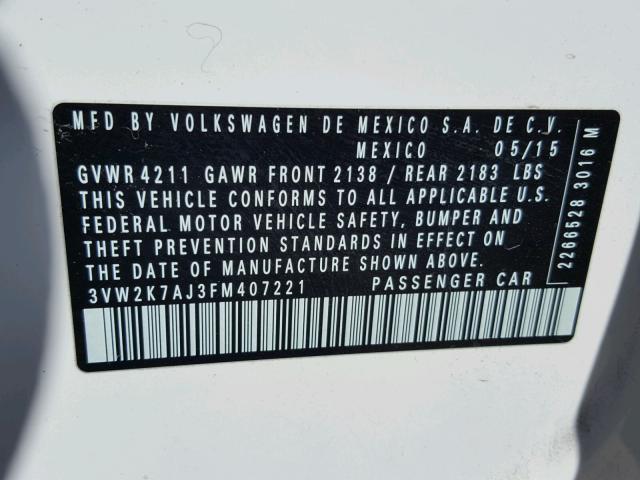 MFD BY VOLKSWAGEN DE MEXICO S.A. DE C.V.
MEXICO 05/15
GVWR 4211 GAWR FRONT 2138 / REAR 2183 LBS
THIS VEHICLE CONFORMS TO ALL APPLICABLE U.S.
FEDERAL MOTOR VEHICLE SAFETY, BUMPER AND
THEFT PREVENTION STANDARDS IN EFFECT ON
THE DATE OF MANUFACTURE SHOWN ABOVE.
3VW2K7AJ3FM407221 PASSENGER CAR
2266528 3016 M